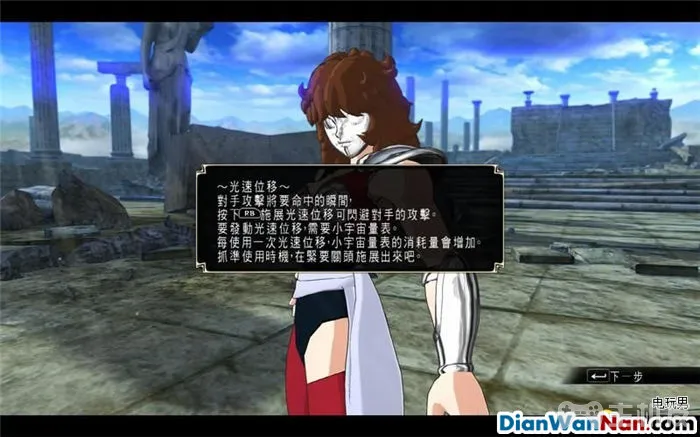 ～光速位移～
對手攻擊將要命中的瞬間,
按下RB施展光速位移可閃避對手的攻擊。
要發動光速位移,需要小宇宙量表。
每使用一次光速位移,小宇宙量表的消耗量會增加。
抓準使用時機,在緊要關頭施展出來吧。
下一步
电玩男
DianWanNan.com